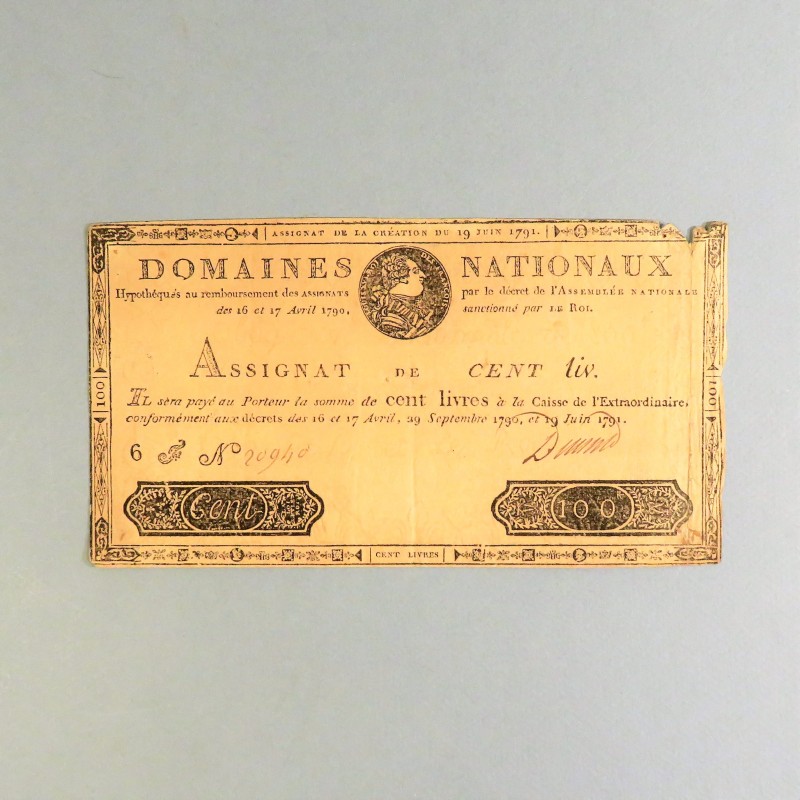 ASSIGNAT DE LA CRÉATION DU 19 JUIN 1791.
DOMAINES NATIONAUX
Hypothéqués au remboursement des ASSIGNATS par le décret de l'ASSEMBLÉE NATIONALE
des 16 et 17 Avril 1790, sanctionné par LE ROI.
ASSIGNAT DE CENT liv.
IL sera payé au Porteur la somme de cent livres à la Caisse de l'Extraordinaire,
conformément aux décrets des 16 et 17 Avril, 29 Septembre 1790, et 19 Juin 1791.
6 N° 20940
Cent 100
100 100
CENT LIVRES